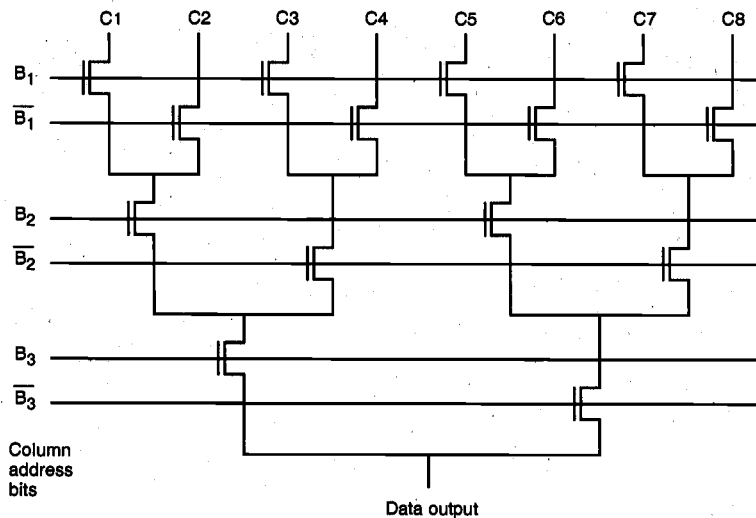 C1 C2 C3 C4 C5 C6 C7 C8
B₁
B̅₁
B₂
B̅₂
B₃
B̅₃
Column
address
bits
Data output